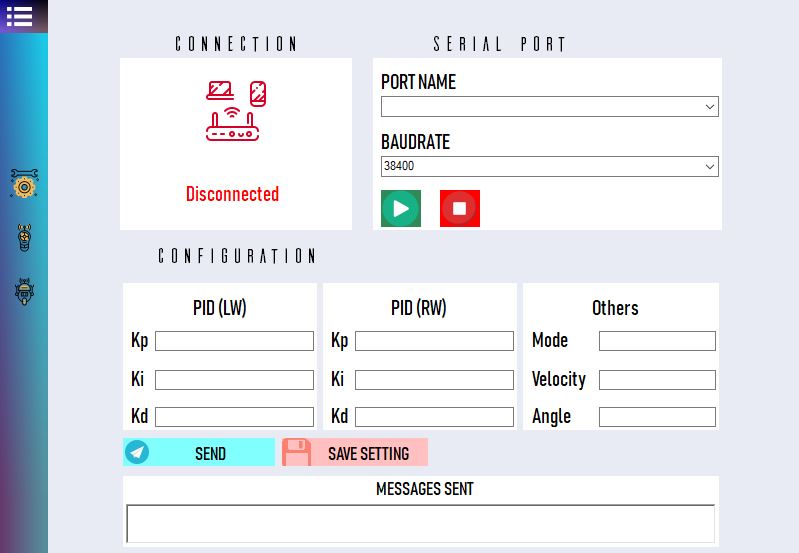 CONNECTION
SERIAL PORT
Disconnected
PORT NAME
BAUDRATE
38400
CONFIGURATION
PID (LW)
Kp
Ki
Kd
PID (RW)
Kp
Ki
Kd
Others
Mode
Velocity
Angle
SEND
SAVE SETTING
MESSAGES SENT